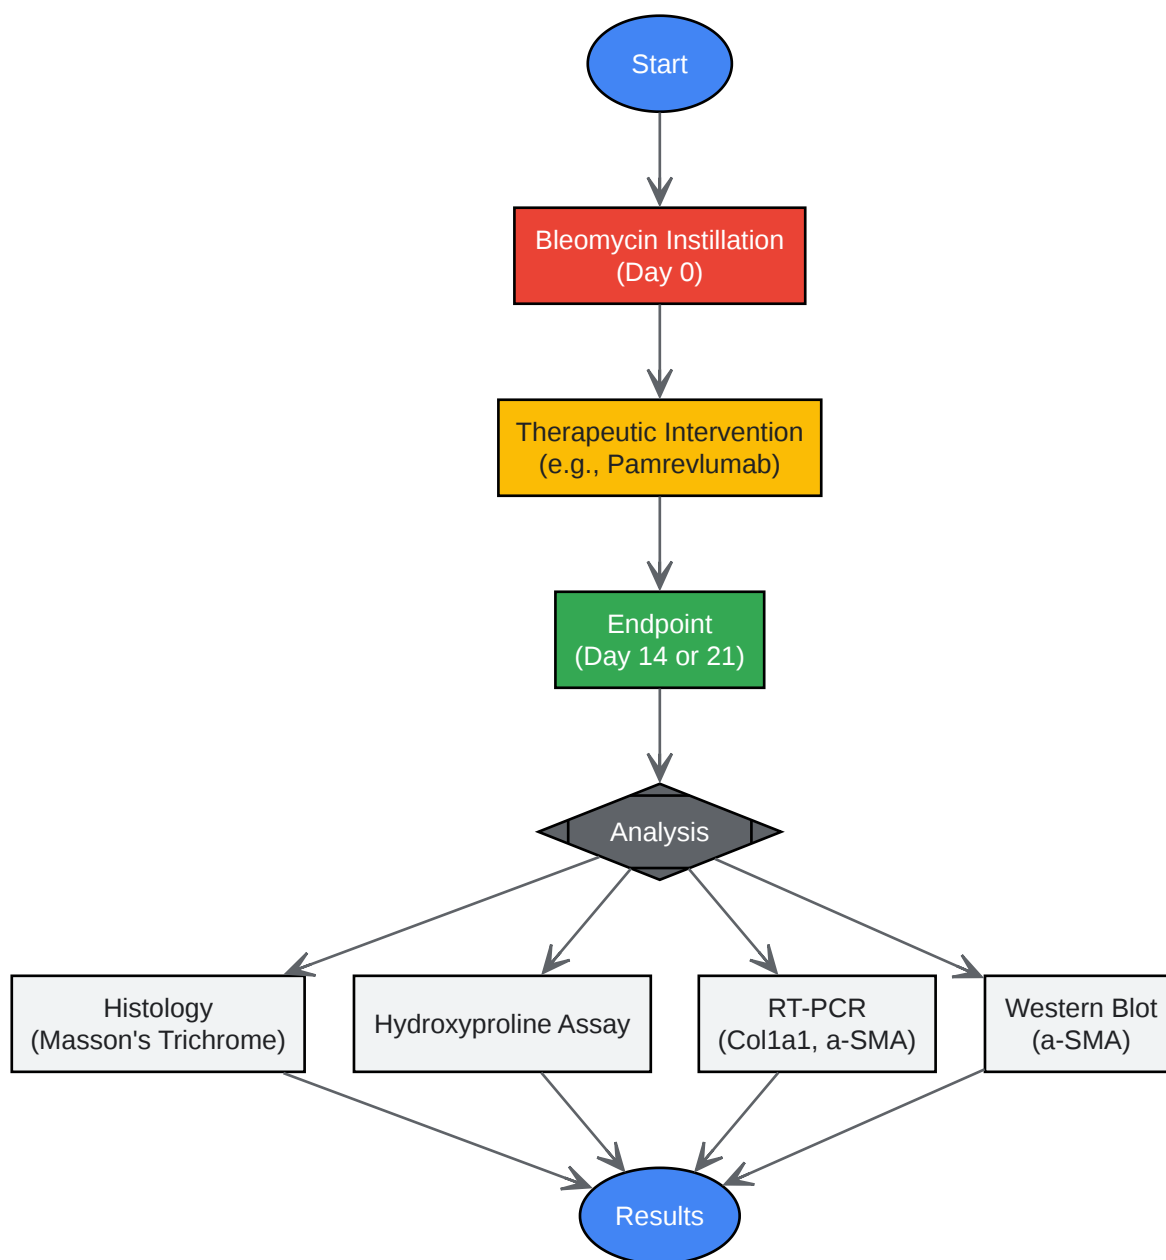 Start
Bleomycin Instillation
(Day 0)
Therapeutic Intervention
(e.g., Pamrevlumab)
Endpoint
(Day 14 or 21)
Analysis
Histology
(Masson's Trichrome)
Hydroxyproline Assay
RT-PCR
(Col1a1, a-SMA)
Western Blot
(a-SMA)
Results